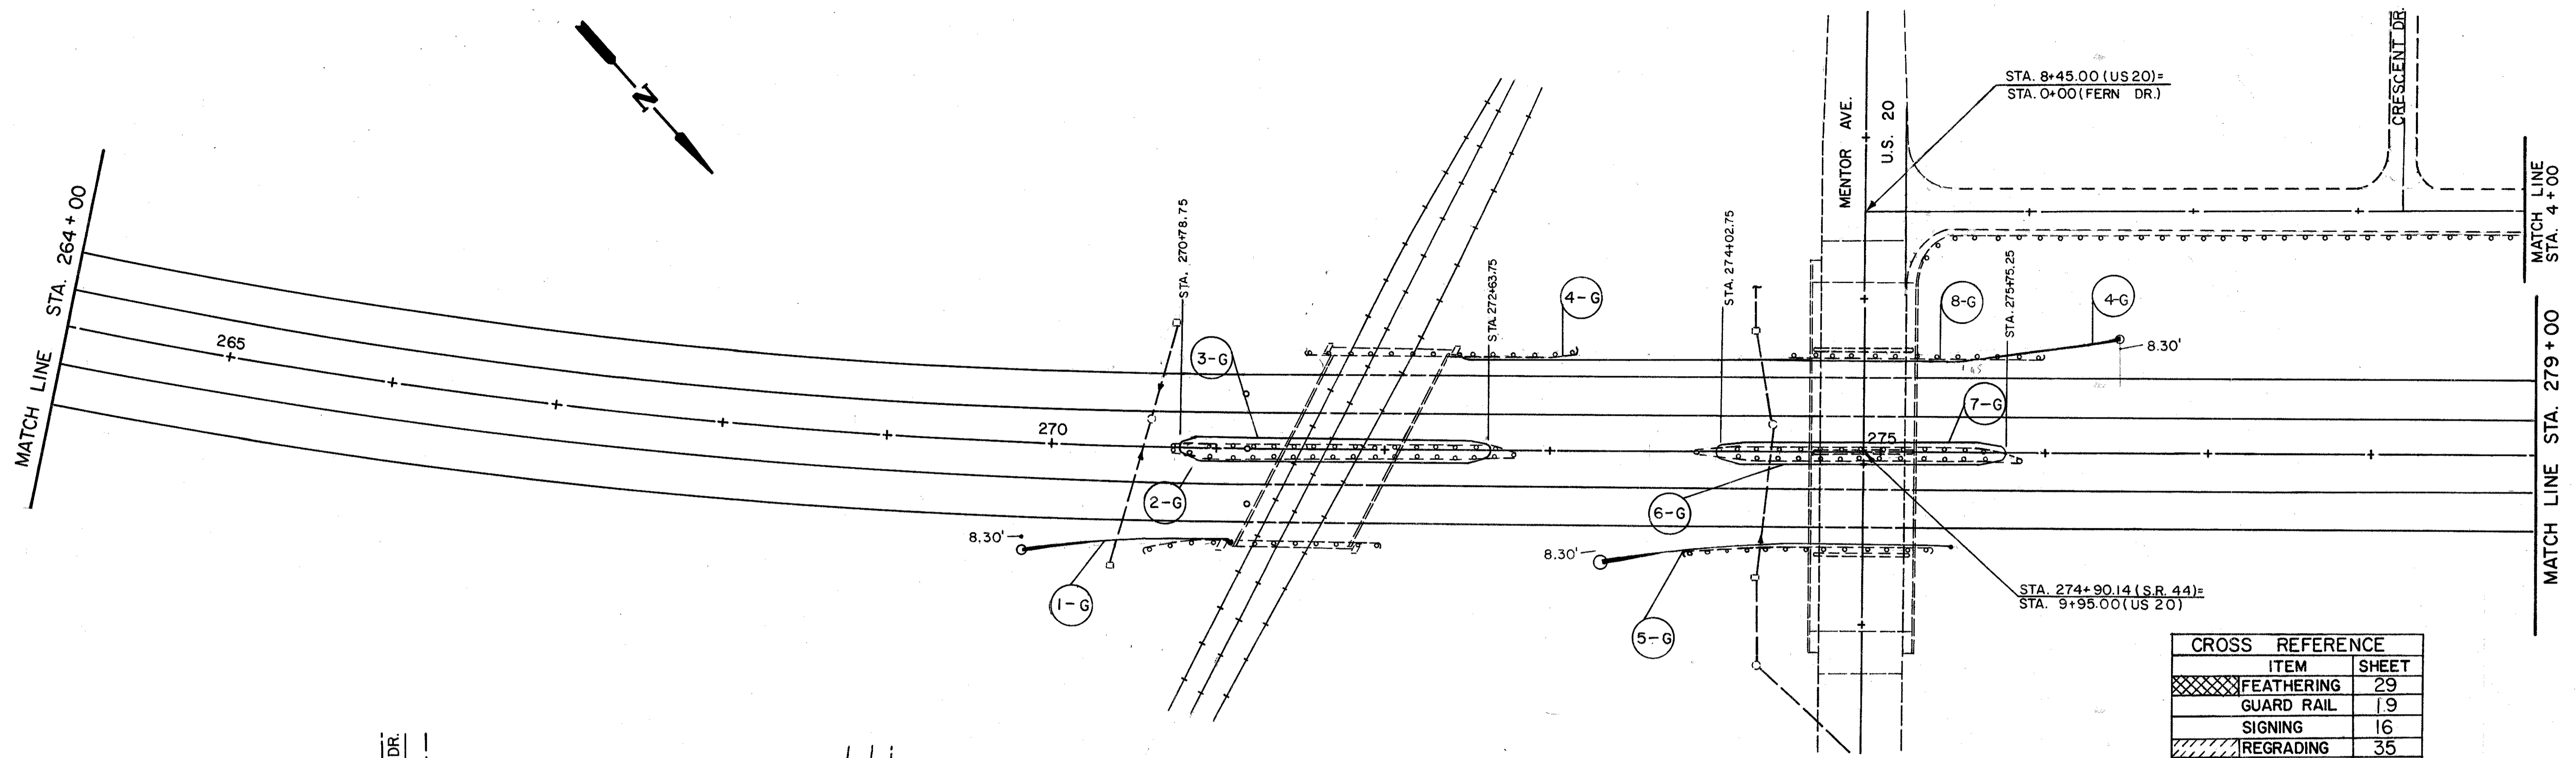 N
MATCH LINE STA. 264+00
265
270
STA. 270+78.75
3-G
2-G
8.30'
1-G
STA. 272+63.75
4-G
STA. 274+02.75
MENTOR AVE.
U.S. 20
STA. 8+45.00 (US 20)=
STA. 0+00 (FERN DR.)
CRESCENT DR.
MATCH LINE
STA. 4+00
8-G
STA. 275+75.25
4-G
8.30'
7-G
275
6-G
8.30'
5-G
STA. 274+90.14 (S.R. 44)=
STA. 9+95.00 (US 20)
MATCH LINE STA. 279+00
CROSS REFERENCE
ITEM SHEET
FEATHERING 29
GUARD RAIL 19
SIGNING 16
REGRADING 35
DR.